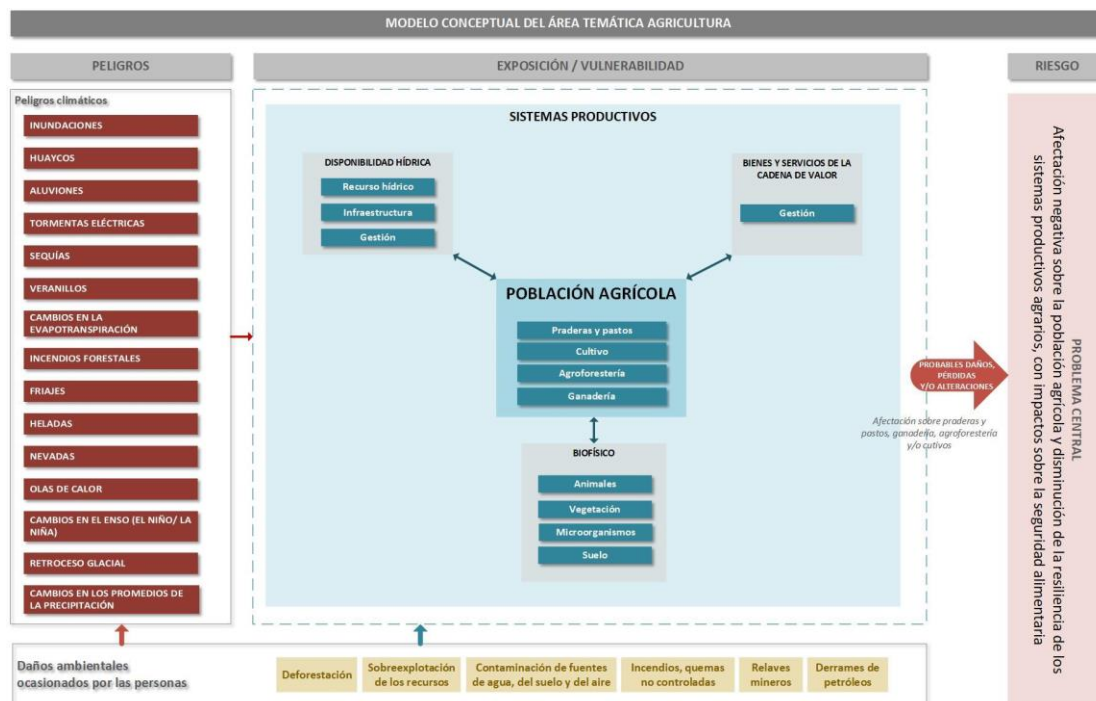 MODELO CONCEPTUAL DEL ÁREA TEMÁTICA AGRICULTURA
PELIGROS
EXPOSICIÓN / VULNERABILIDAD
RIESGO
Peligros climáticos
INUNDACIONES
HUAYCOS
ALUVIONES
TORMENTAS ELÉCTRICAS
SEQUÍAS
VERANILLOS
CAMBIOS EN LA
EVAPOTRANSPIRACIÓN
INCENDIOS FORESTALES
FRIAJES
HELADAS
NEVADAS
OLAS DE CALOR
CAMBIOS EN EL ENSO (EL NIÑO/ LA
NIÑA)
RETROCESO GLACIAL
CAMBIOS EN LOS PROMEDIOS DE
LA PRECIPITACIÓN
SISTEMAS PRODUCTIVOS
DISPONIBILIDAD HÍDRICA
Recurso hídrico
Infraestructura
Gestión
BIENES Y SERVICIOS DE LA
CADENA DE VALOR
Gestión
POBLACIÓN AGRÍCOLA
Praderas y pastos
Cultivo
Agroforestería
Ganadería
BIOFÍSICO
Animales
Vegetación
Microorganismos
Suelo
PROBABLES DAÑOS,
PÉRDIDAS
Y/O ALTERACIONES
Afectación sobre praderas y
pastos, ganadería, agroforestería
y/o cutivos
PROBLEMA CENTRAL
Afectación negativa sobre la población agrícola y disminución de la resiliencia de los
sistemas productivos agrarios, con impactos sobre la seguridad alimentaria
Daños ambientales
ocasionados por las personas
Deforestación
Sobreexplotación
de los recursos
Contaminación de fuentes
de agua, del suelo y del aire
Incendios, quemas
no controladas
Relaves
mineros
Derrames de
petróleos